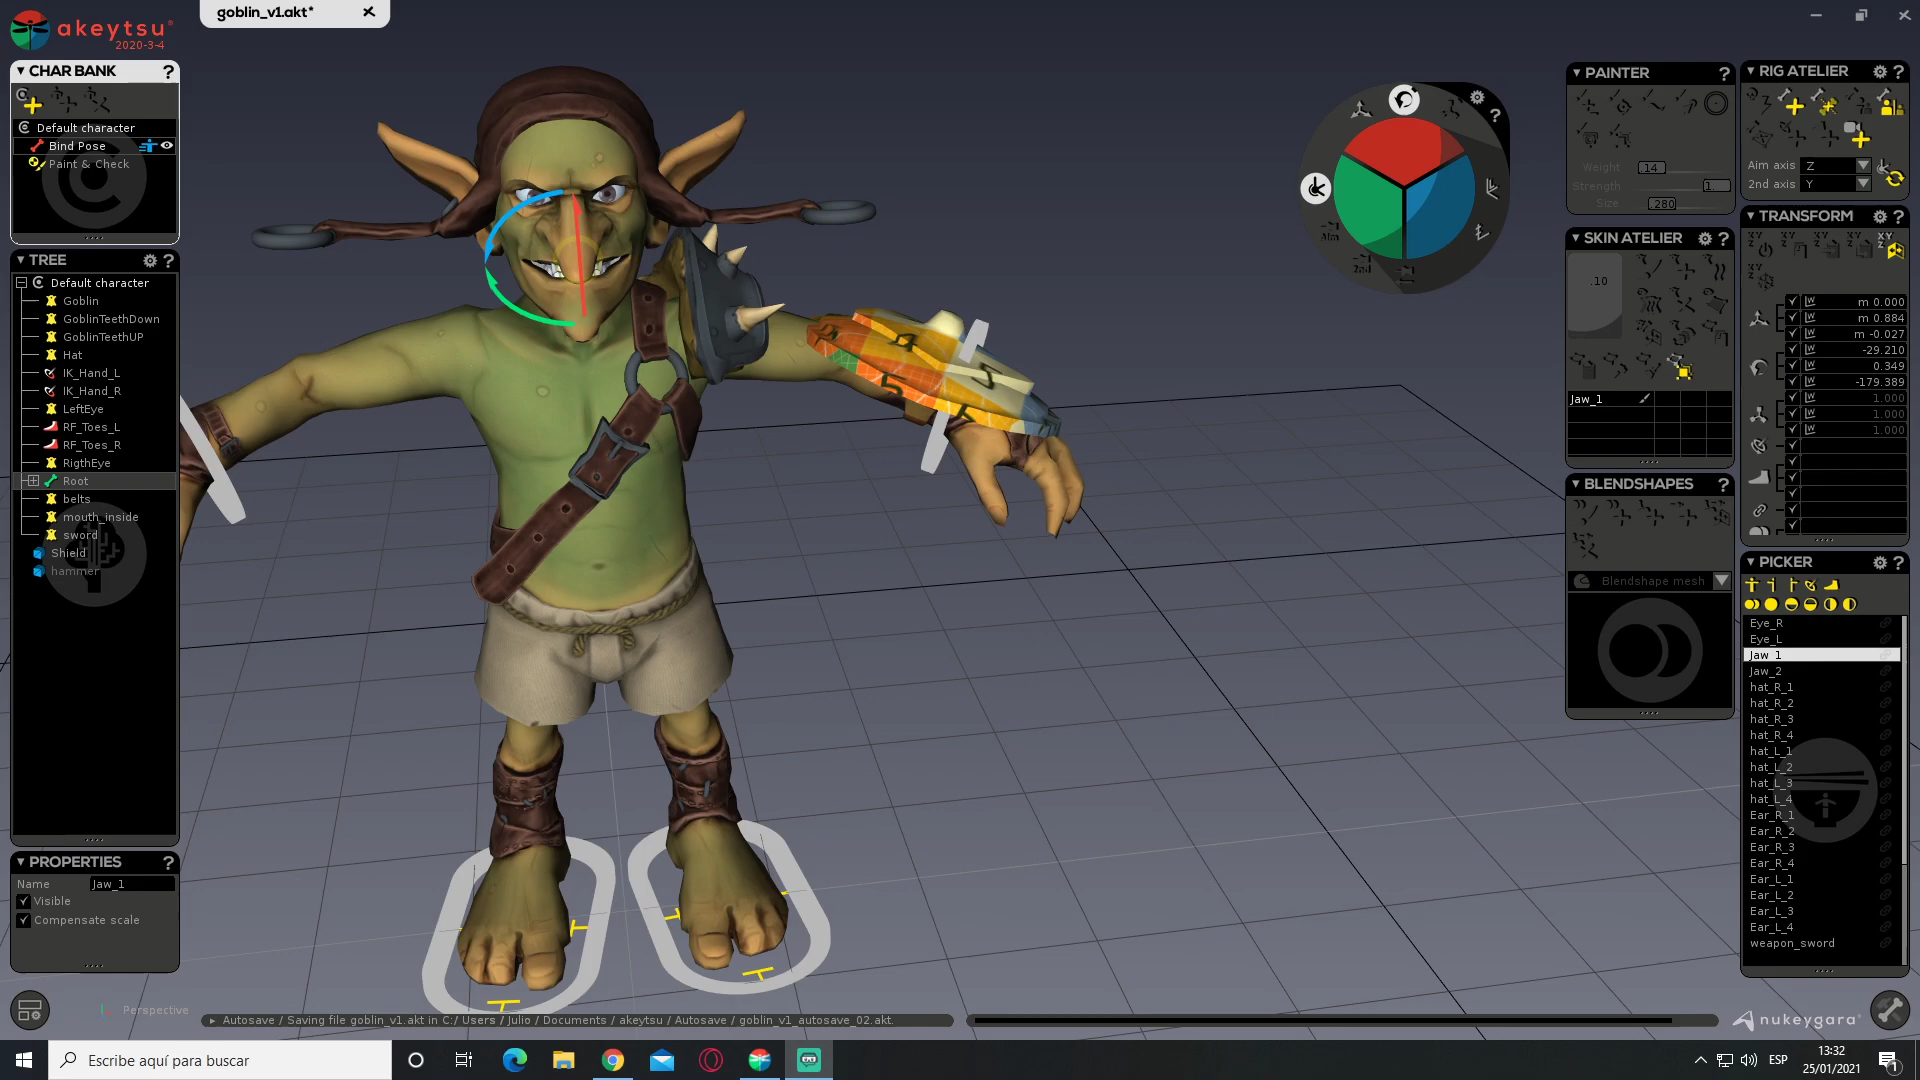 goblin_v1.akt*
akeytsu
2020-3-4
CHAR BANK ?
Default character
Bind Pose
Paint & Check
TREE ?
Default character
Goblin
GoblinTeethDown
GoblinTeethUP
Hat
IK_Hand_L
IK_Hand_R
LeftEye
RF_Toes_L
RF_Toes_R
RigthEye
Root
belts
mouth_inside
sword
Shield
hammer
PROPERTIES ?
Name Jaw_1
Visible
Compensate scale
Perspective
Autosave / Saving file goblin_v1.akt in C:/ Users / Julio / Documents / akeytsu / Autosave / goblin_v1_autosave_02.akt.
?
Aim
2nd
PAINTER ?
Weight .14
Strength 1.
Size .280
SKIN ATELIER ?
.10
Jaw_1
BLENDSHAPES ?
Blendshape mesh
RIG ATELIER ?
Aim axis Z
2nd axis Y
TRANSFORM ?
m 0.000
m 0.884
m -0.027
-29.210
0.349
-179.389
1.000
1.000
1.000
PICKER ?
Eye_R
Eye_L
Jaw_1
Jaw_2
hat_R_1
hat_R_2
hat_R_3
hat_R_4
hat_L_1
hat_L_2
hat_L_3
hat_L_4
Ear_R_1
Ear_R_2
Ear_R_3
Ear_R_4
Ear_L_1
Ear_L_2
Ear_L_3
Ear_L_4
weapon_sword
nukeygara
Escribe aquí para buscar
ESP
13:32
25/01/2021
1